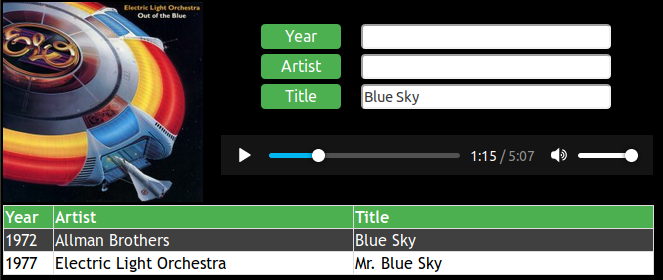 Electric Light Orchestra
Out of the Blue
ELO
Year
Artist
Title Blue Sky
1:15 / 5:07
Year Artist Title
1972 Allman Brothers Blue Sky
1977 Electric Light Orchestra Mr. Blue Sky